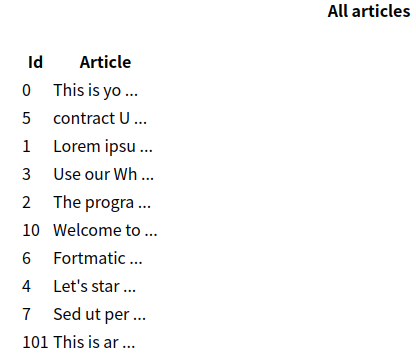 All articles
Id Article
0 This is yo ...
5 contract U ...
1 Lorem ipsu ...
3 Use our Wh ...
2 The progra ...
10 Welcome to ...
6 Fortmatic ...
4 Let's star ...
7 Sed ut per ...
101 This is ar ...